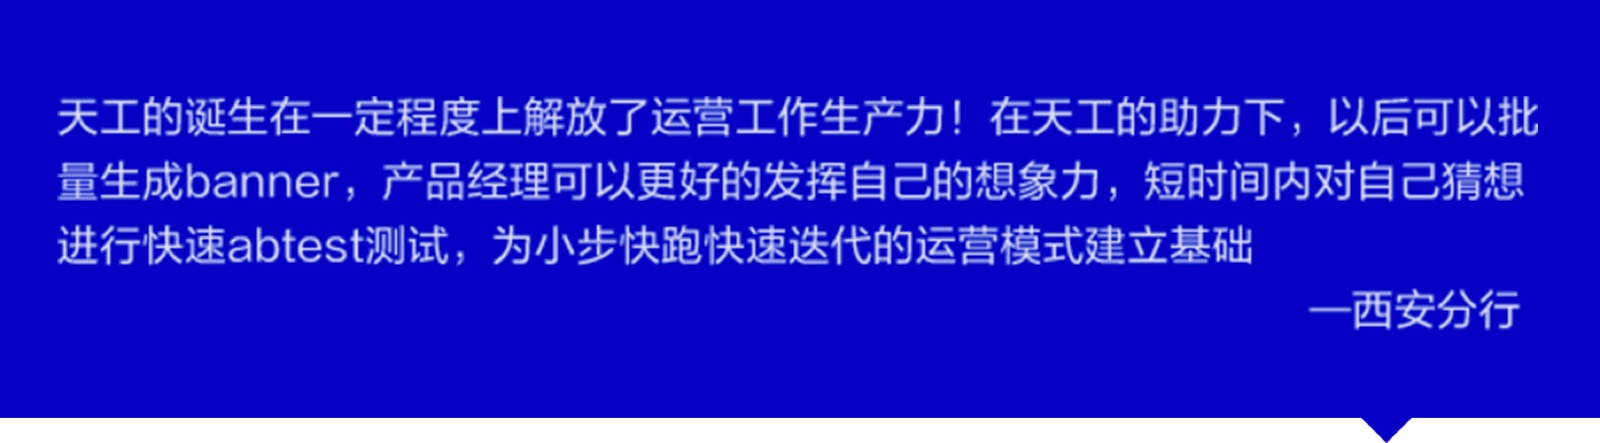 天工的诞生在一定程度上解放了运营工作生产力！在天工的助力下，以后可以批
量生成banner，产品经理可以更好的发挥自己的想象力，短时间内对自己猜想
进行快速abtest测试，为小步快跑快速迭代的运营模式建立基础
—西安分行